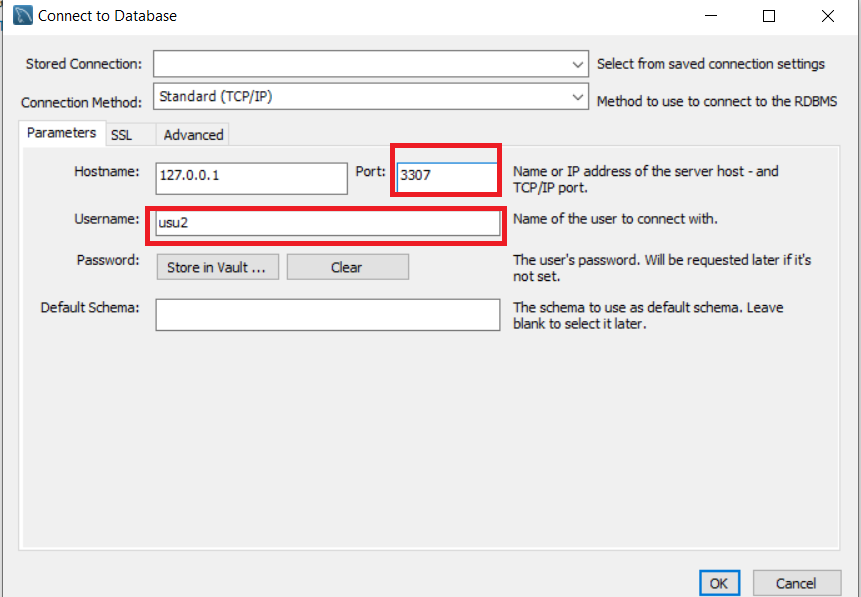 Connect to Database
Stored Connection:
Select from saved connection settings
Connection Method:
Standard (TCP/IP)
Method to use to connect to the RDBMS
Parameters
SSL
Advanced
Hostname:
127.0.0.1
Port:
3307
Name or IP address of the server host - and
TCP/IP port.
Username:
usu2
Name of the user to connect with.
Password:
Store in Vault ...
Clear
The user's password. Will be requested later if it's
not set.
Default Schema:
The schema to use as default schema. Leave
blank to select it later.
OK
Cancel